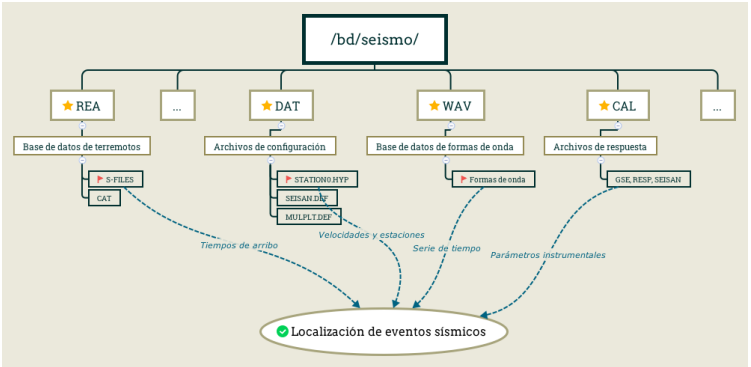 /bd/seismo/
REA
...
DAT
WAV
CAL
...
Base de datos de terremotos
Archivos de configuración
Base de datos de formas de onda
Archivos de respuesta
S-FILES
CAT
STATION0.HYP
SEISAN.DEF
MULPLT.DEF
Formas de onda
GSE, RESP, SEISAN
Tiempos de arribo
Velocidades y estaciones
Serie de tiempo
Parámetros instrumentales
Localización de eventos sísmicos